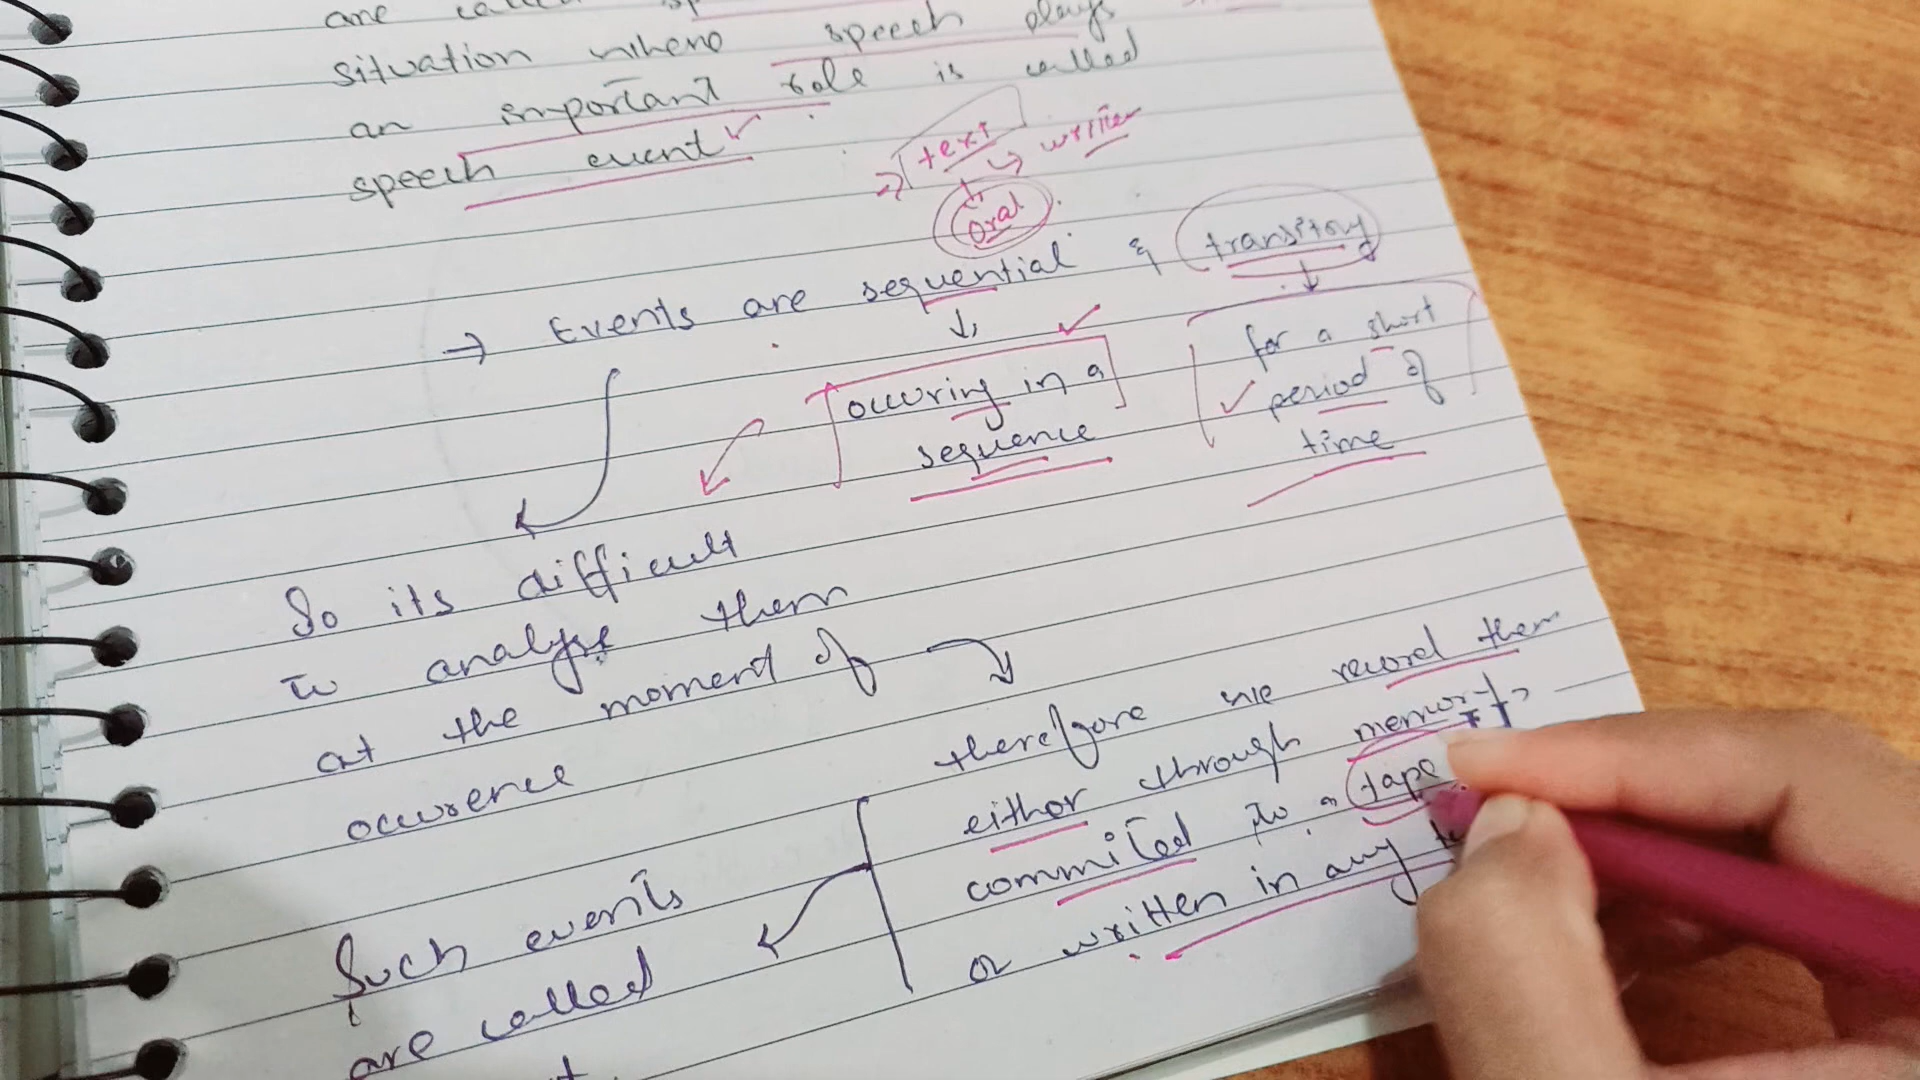 are called
situation where speech plays
an important role is called
speech event
text
written
oral
→ Events are sequential & transitory
occuring in a
sequence
for a short
period of
time
So its difficult
to analyse them
at the moment of
occurence
therefore we record them
either through memory,
commited to a tape
or written in any
Such events
are called